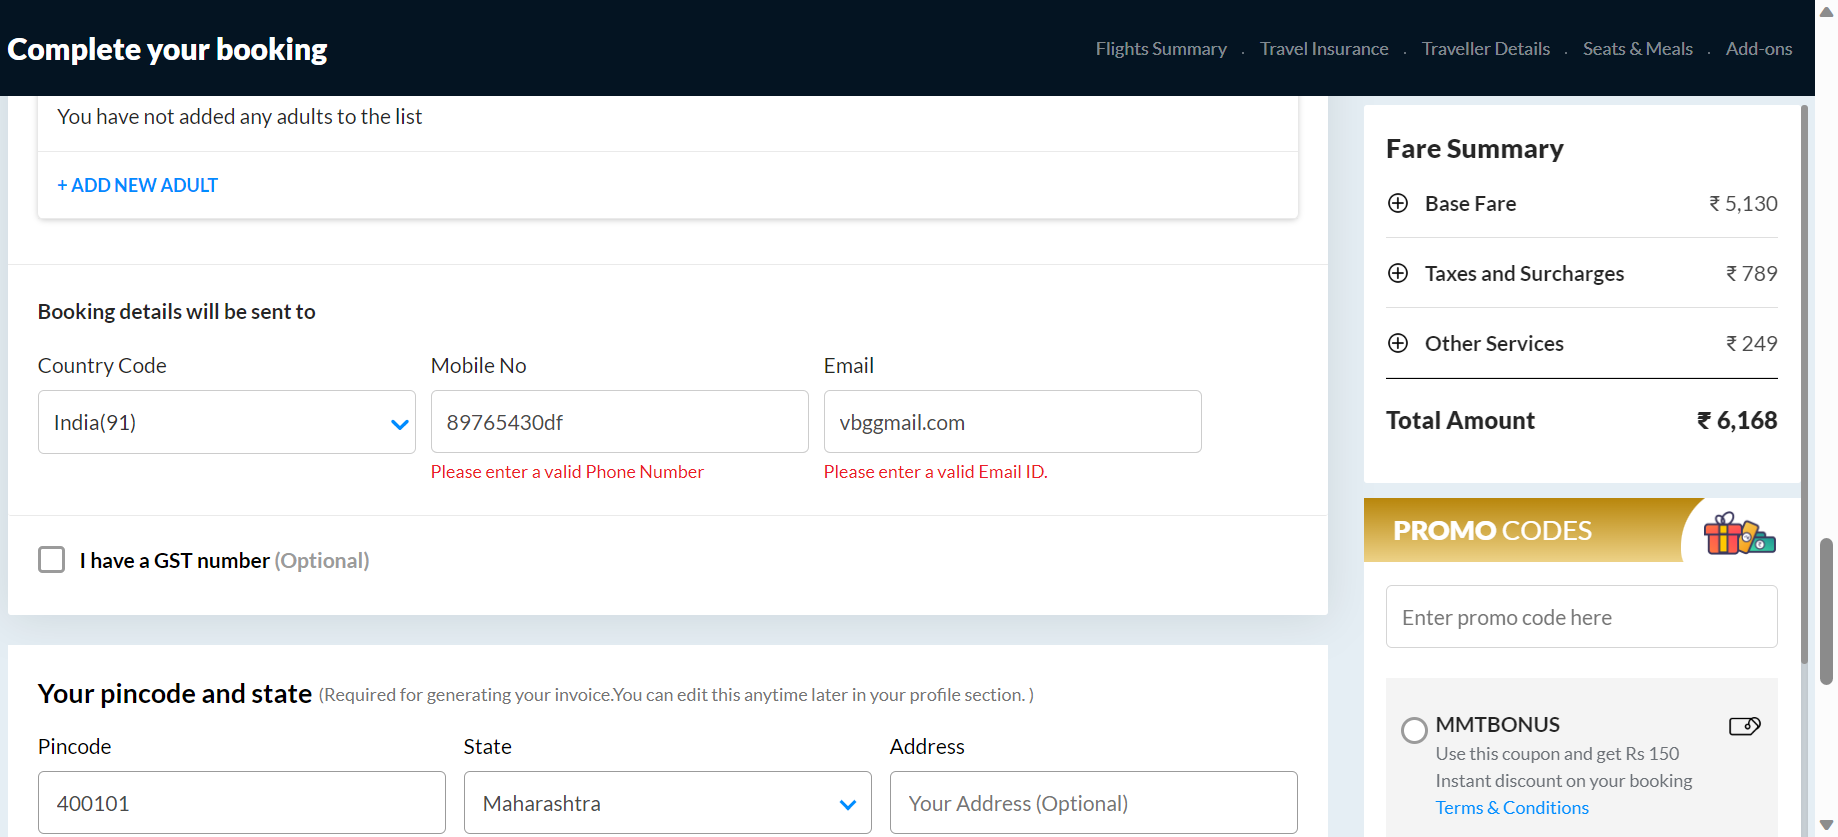 Complete your booking
Flights Summary . Travel Insurance . Traveller Details . Seats & Meals . Add-ons
You have not added any adults to the list
+ ADD NEW ADULT
Booking details will be sent to
Country Code Mobile No Email
India(91) 89765430df vbggmail.com
Please enter a valid Phone Number Please enter a valid Email ID.
I have a GST number (Optional)
Your pincode and state (Required for generating your invoice.You can edit this anytime later in your profile section. )
Pincode State Address
400101 Maharashtra Your Address (Optional)
Fare Summary
Base Fare ₹ 5,130
Taxes and Surcharges ₹ 789
Other Services ₹ 249
Total Amount ₹ 6,168
PROMO CODES
Enter promo code here
MMTBONUS
Use this coupon and get Rs 150
Instant discount on your booking
Terms & Conditions